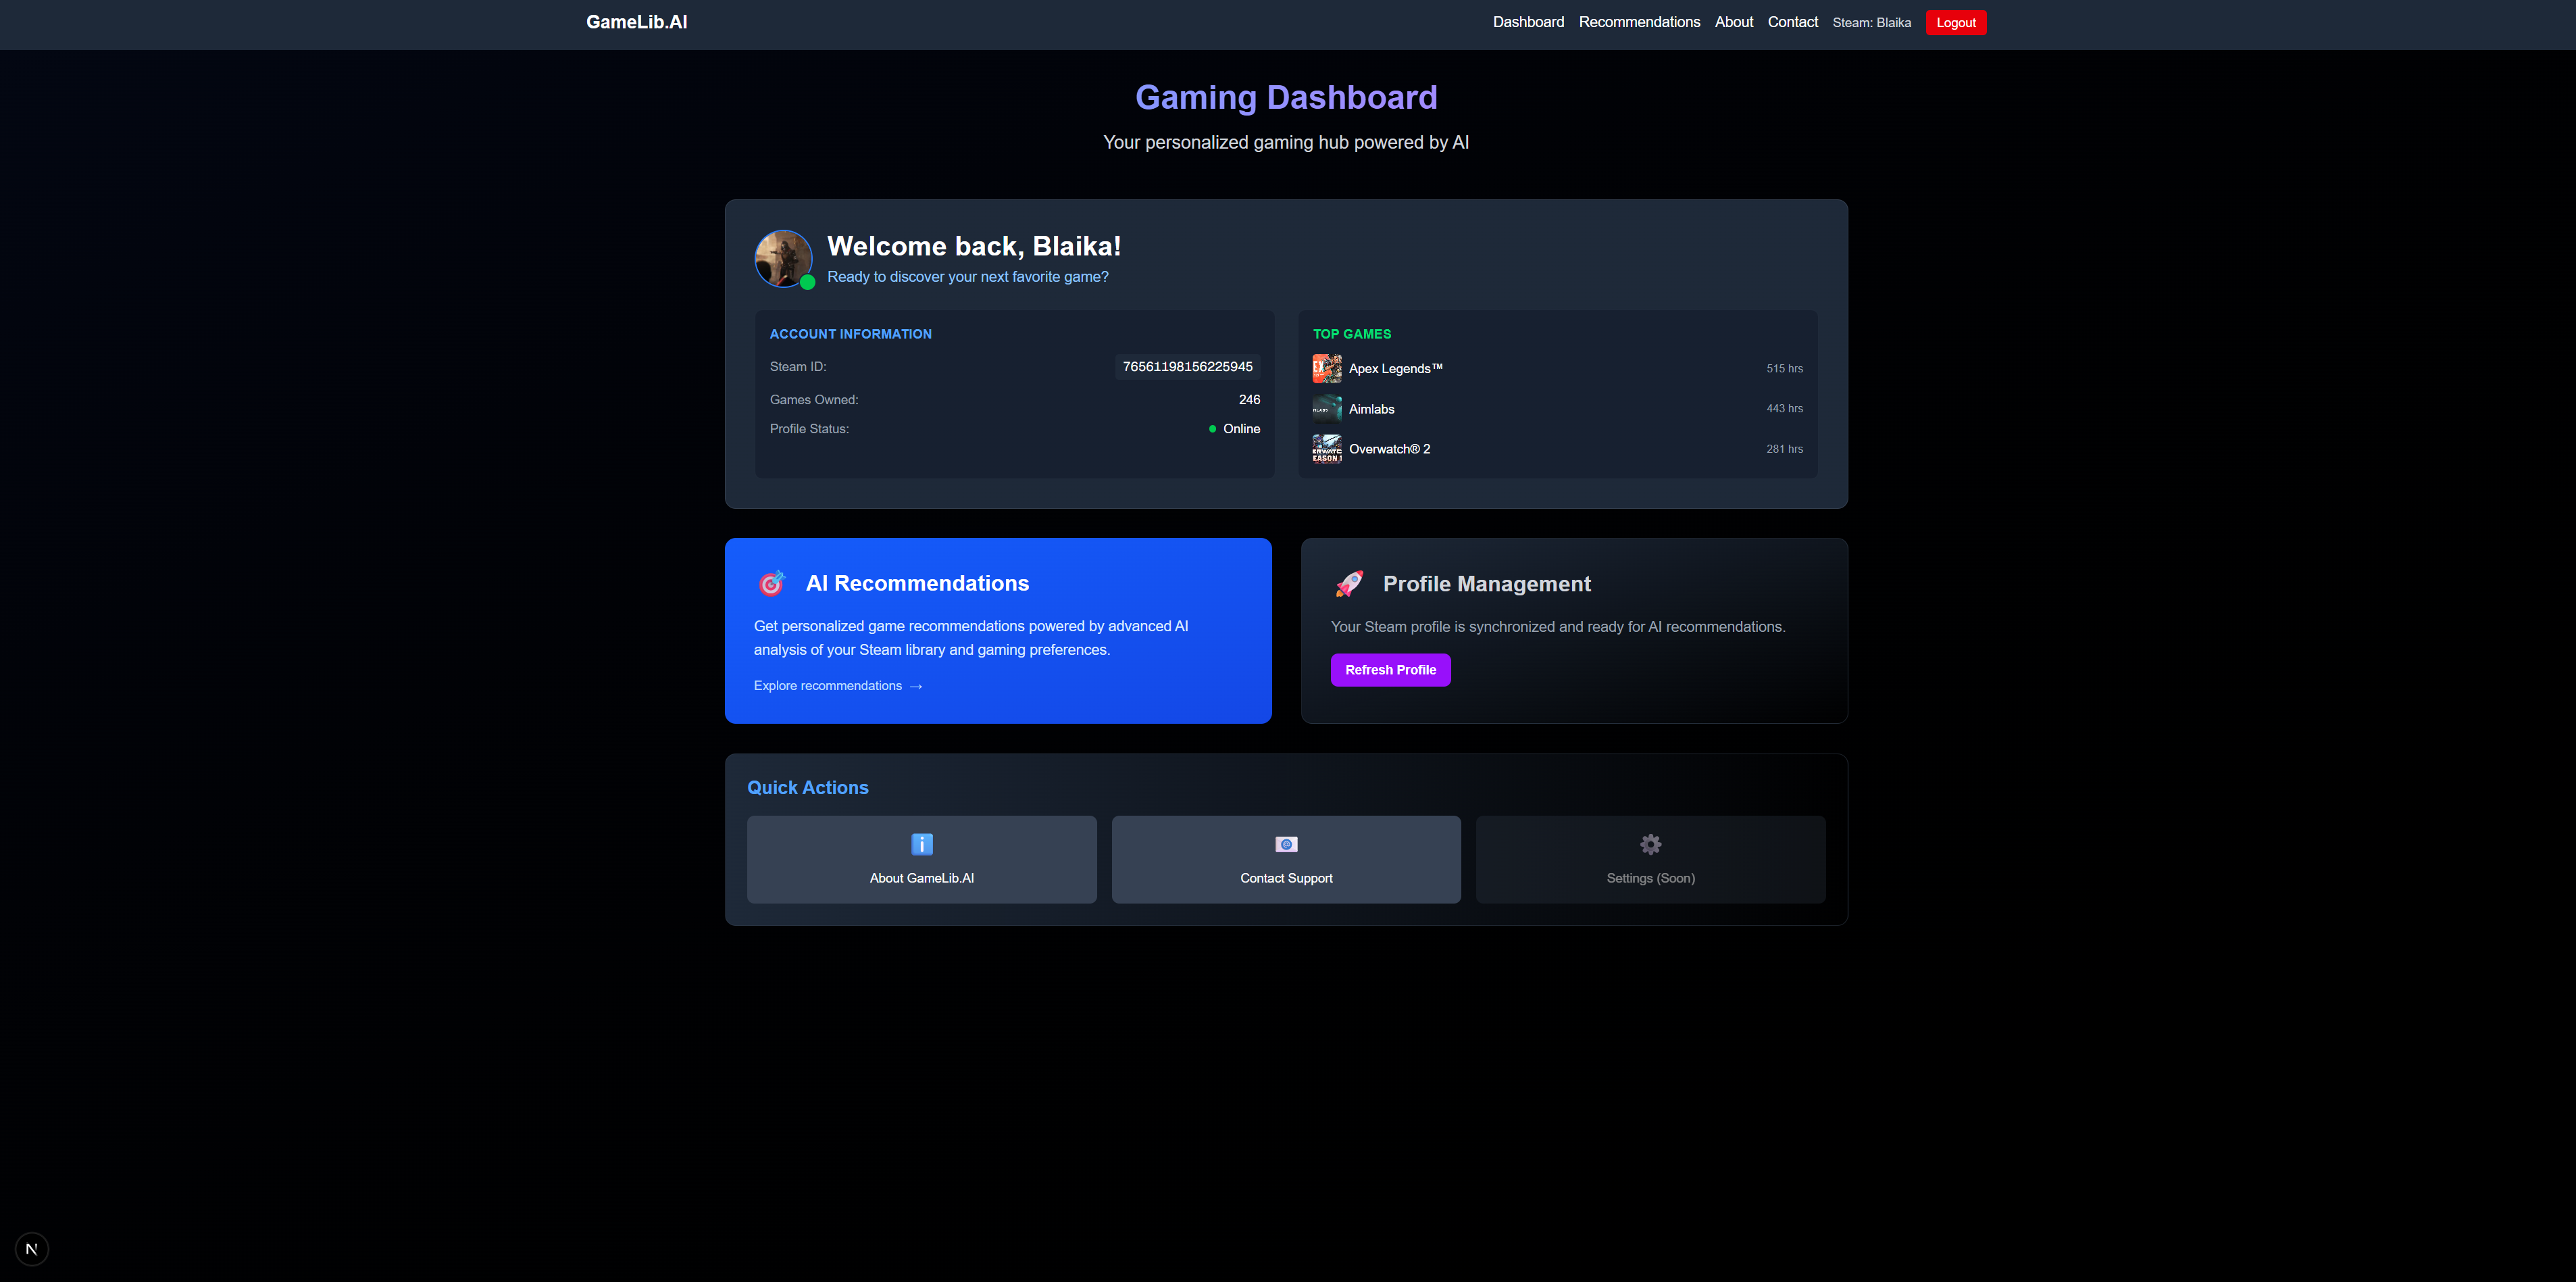 GameLib.AI
Dashboard Recommendations About Contact Steam: Blaika Logout
Gaming Dashboard
Your personalized gaming hub powered by AI
Welcome back, Blaika!
Ready to discover your next favorite game?
ACCOUNT INFORMATION
Steam ID: 76561198156225945
Games Owned: 246
Profile Status: Online
TOP GAMES
Apex Legends™ 515 hrs
Aimlabs 443 hrs
Overwatch® 2 281 hrs
AI Recommendations
Get personalized game recommendations powered by advanced AI
analysis of your Steam library and gaming preferences.
Explore recommendations →
Profile Management
Your Steam profile is synchronized and ready for AI recommendations.
Refresh Profile
Quick Actions
About GameLib.AI
Contact Support
Settings (Soon)
N